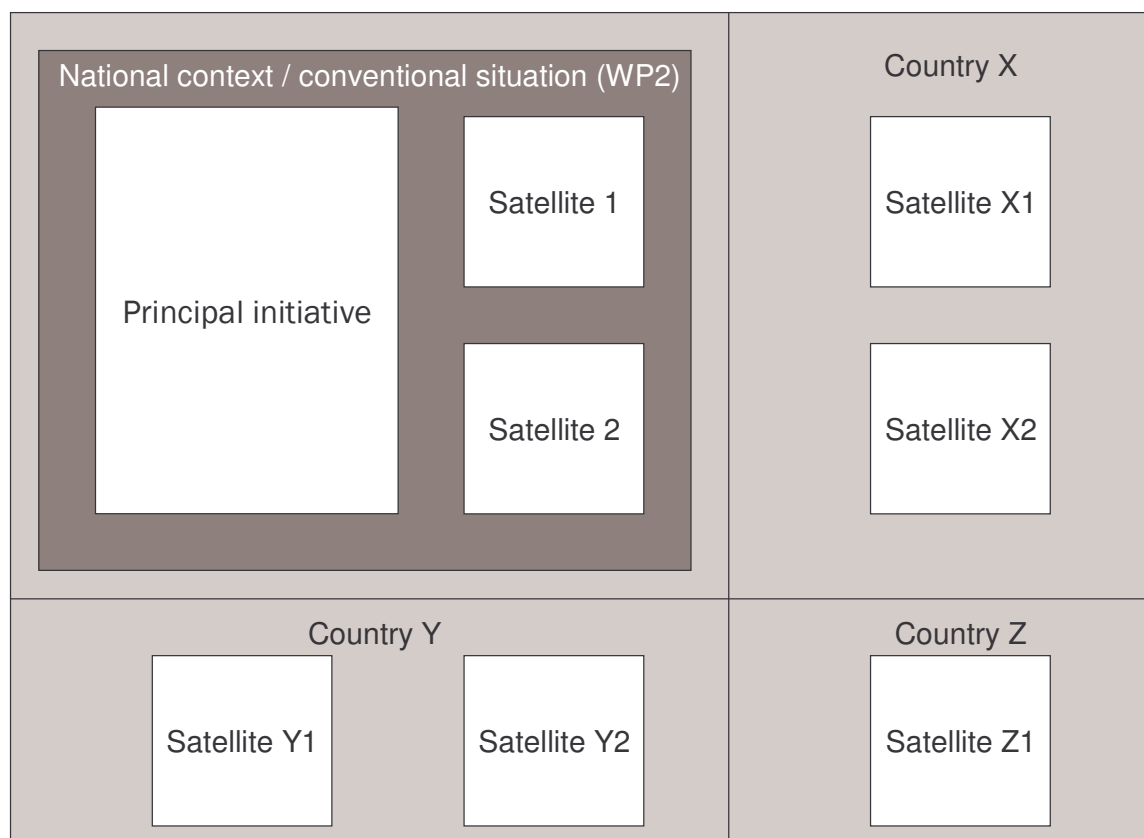 National context / conventional situation (WP2)
Principal initiative
Satellite 1
Satellite 2
Country X
Satellite X1
Satellite X2
Country Y
Satellite Y1
Satellite Y2
Country Z
Satellite Z1